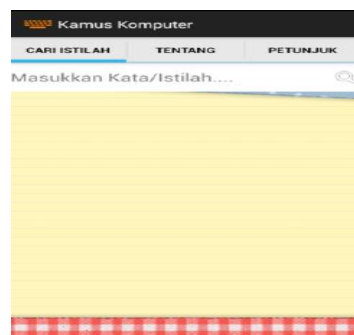 Kamus Komputer
CARI ISTILAH TENTANG PETUNJUK
Masukkan Kata/Istilah....